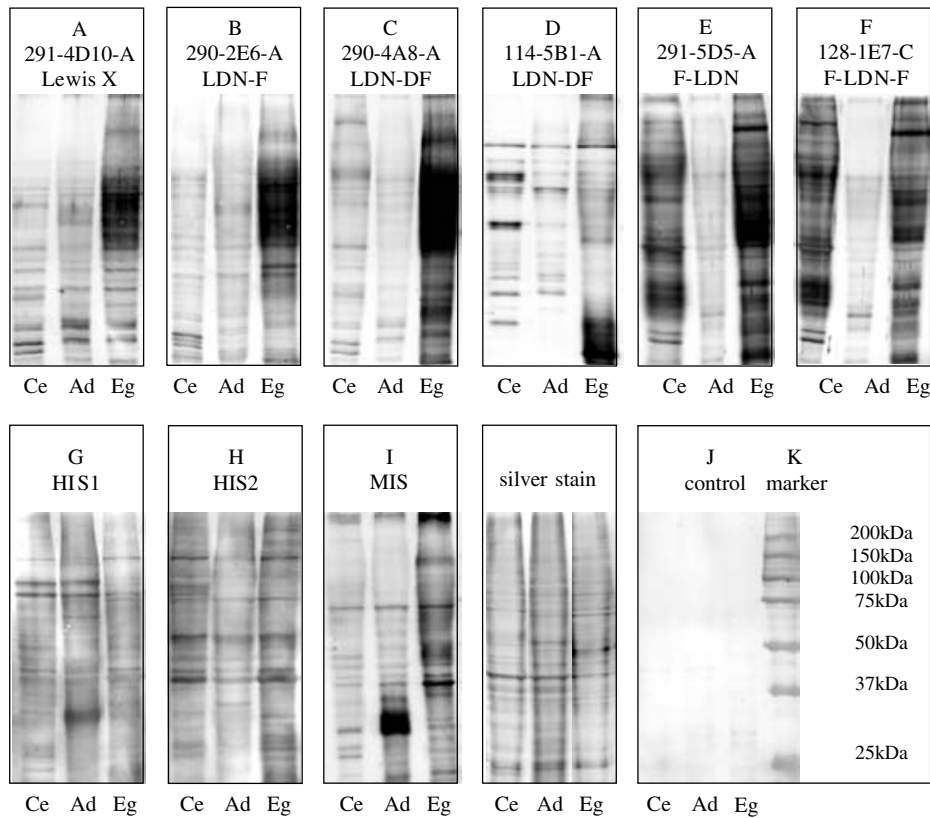 A
291-4D10-A
Lewis X
B
290-2E6-A
LDN-F
C
290-4A8-A
LDN-DF
D
114-5B1-A
LDN-DF
E
291-5D5-A
F-LDN
F
128-1E7-C
F-LDN-F
Ce Ad Eg
Ce Ad Eg
Ce Ad Eg
Ce Ad Eg
Ce Ad Eg
Ce Ad Eg
G
HIS1
H
HIS2
I
MIS
silver stain
J
control
K
marker
200kDa
150kDa
100kDa
75kDa
50kDa
37kDa
25kDa
Ce Ad Eg
Ce Ad Eg
Ce Ad Eg
Ce Ad Eg
Ce Ad Eg